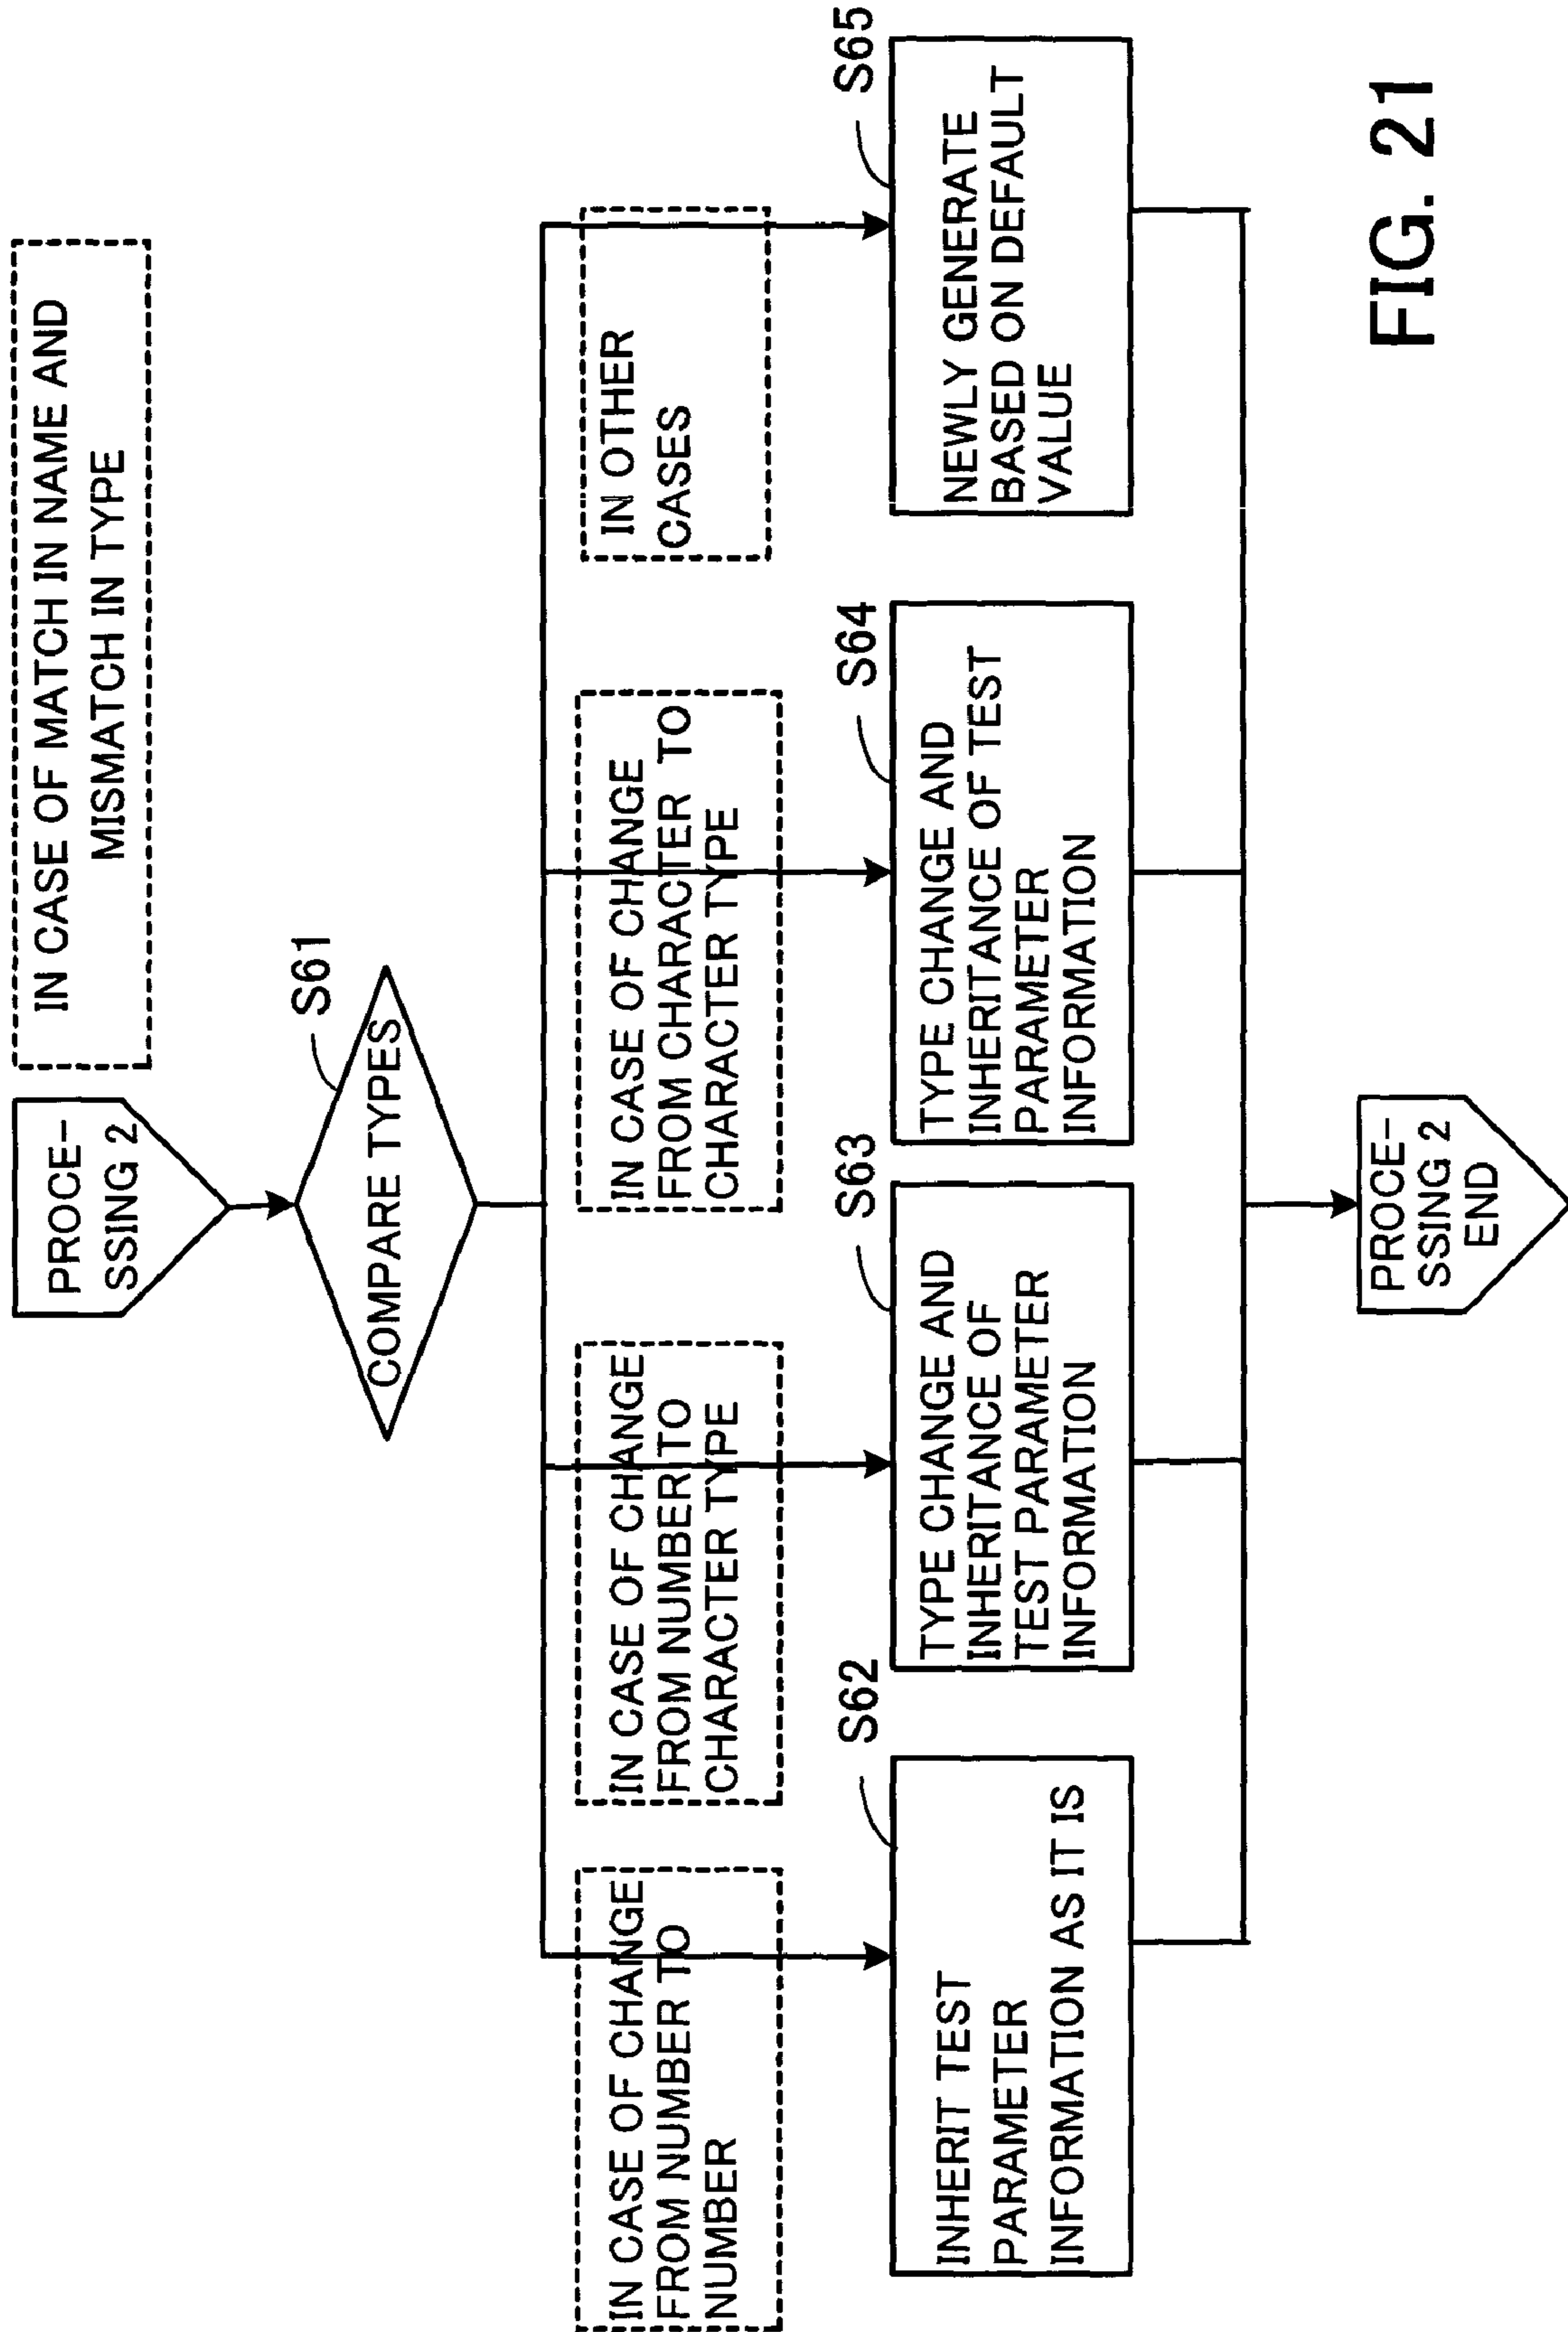 PROCE-
SSING 2
IN CASE OF MATCH IN NAME AND
MISMATCH IN TYPE
S61
COMPARE TYPES
IN CASE OF CHANGE
FROM NUMBER TO
NUMBER
IN CASE OF CHANGE
FROM NUMBER TO
CHARACTER TYPE
IN CASE OF CHANGE
FROM CHARACTER TO
CHARACTER TYPE
IN OTHER
CASES
S62
INHERIT TEST
PARAMETER
INFORMATION AS IT IS
S63
TYPE CHANGE AND
INHERITANCE OF
TEST PARAMETER
INFORMATION
S64
TYPE CHANGE AND
INHERITANCE OF TEST
PARAMETER
INFORMATION
S65
NEWLY GENERATE
BASED ON DEFAULT
VALUE
PROCE-
SSING 2
END
FIG. 21